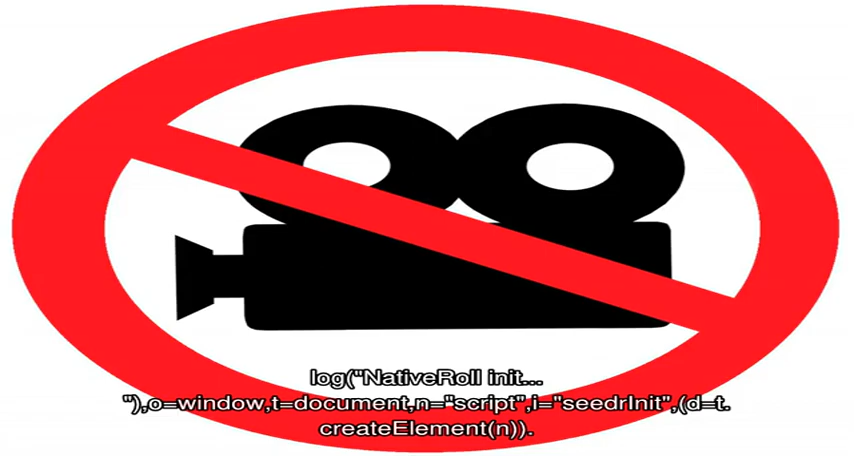 log("NativeRoll init...
"),o=window,t=document,n="script",i="seedrInit",(d=t.
createElement(n)).